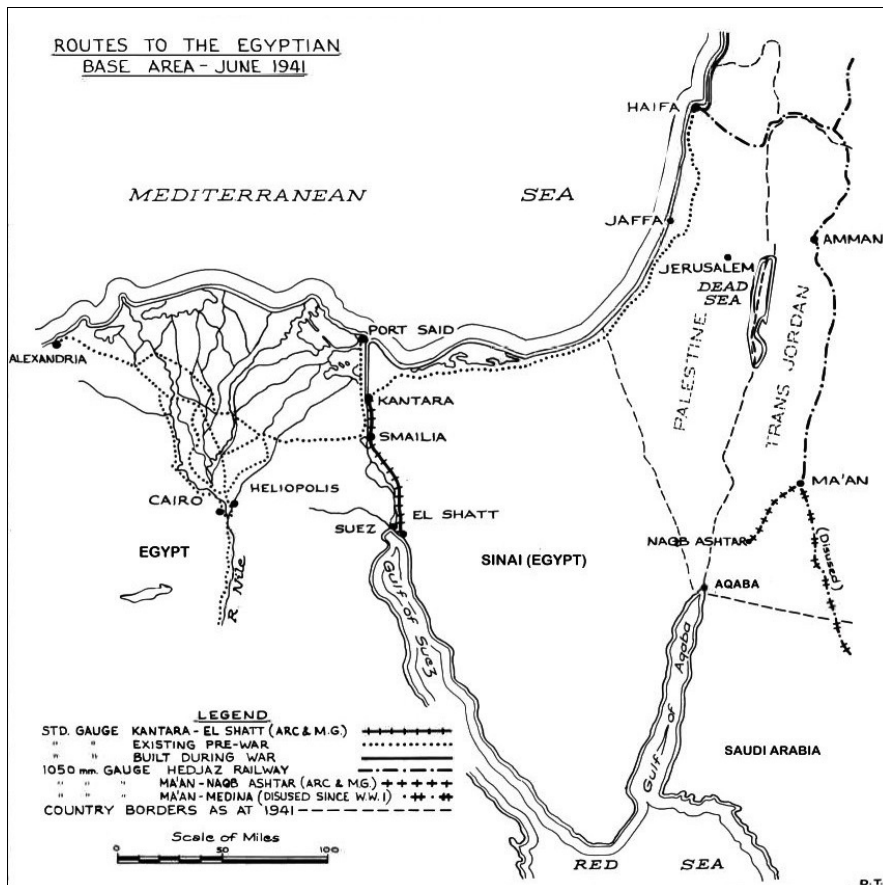 ROUTES TO THE EGYPTIAN
BASE AREA - JUNE 1941
HAIFA
MEDITERRANEAN SEA
JAFFA
AMMAN
JERUSALEM
DEAD
SEA
PORT SAID
ALEXANDRIA
PALESTINE
TRANS JORDAN
KANTARA
SMAILIA
MA'AN
CAIRO
HELIOPOLIS
EL SHATT
SUEZ
NAQB ASHTAR
(Disused)
EGYPT
SINAI (EGYPT)
R. Nile
AQABA
Gulf of Suez
Gulf of Aqaba
LEGEND
STD. GAUGE KANTARA - EL SHATT (ARC & M.G.)
" " EXISTING PRE-WAR
" " BUILT DURING WAR
1050 mm. GAUGE HEDJAZ RAILWAY
" " " MA'AN - NAQB ASHTAR (ARC & M.G.)
" " " MA'AN - MEDINA (DISUSED SINCE W.W.1)
COUNTRY BORDERS AS AT 1941
SAUDI ARABIA
Scale of Miles
0 50 100
RED SEA
R.T.